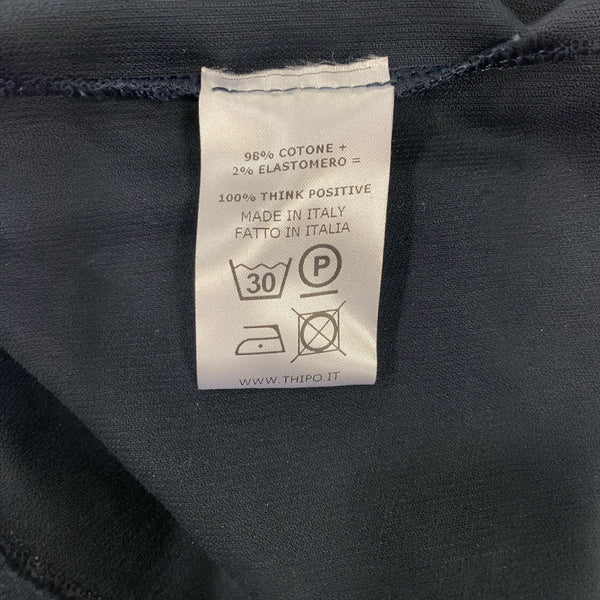 98% COTONE +
2% ELASTOMERO =
100% THINK POSITIVE
MADE IN ITALY
FATTO IN ITALIA
30 P
WWW.THIPO.IT